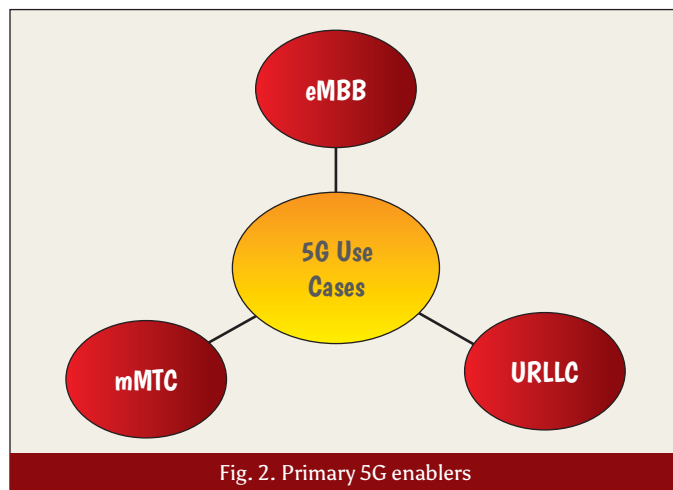 eMBB
5G Use
Cases
mMTC
URLLC
Fig. 2. Primary 5G enablers